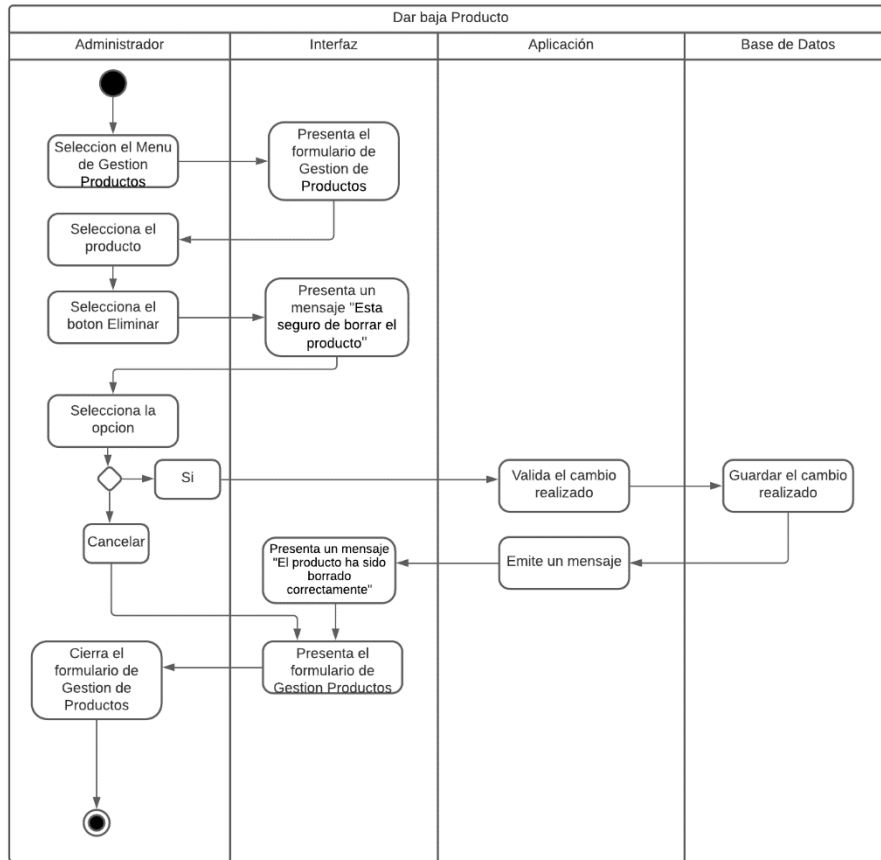 Dar baja Producto
Administrador
Interfaz
Aplicación
Base de Datos
Seleccion el Menu
de Gestion
Productos
Presenta el
formulario de
Gestion de
Productos
Selecciona el
producto
Selecciona el
boton Eliminar
Presenta un
mensaje "Esta
seguro de borrar el
producto"
Selecciona la
opcion
Si
Valida el cambio
realizado
Guardar el cambio
realizado
Cancelar
Presenta un mensaje
"El producto ha sido
borrado
correctamente"
Emite un mensaje
Cierra el
formulario de
Gestion de
Productos
Presenta el
formulario de
Gestion Productos